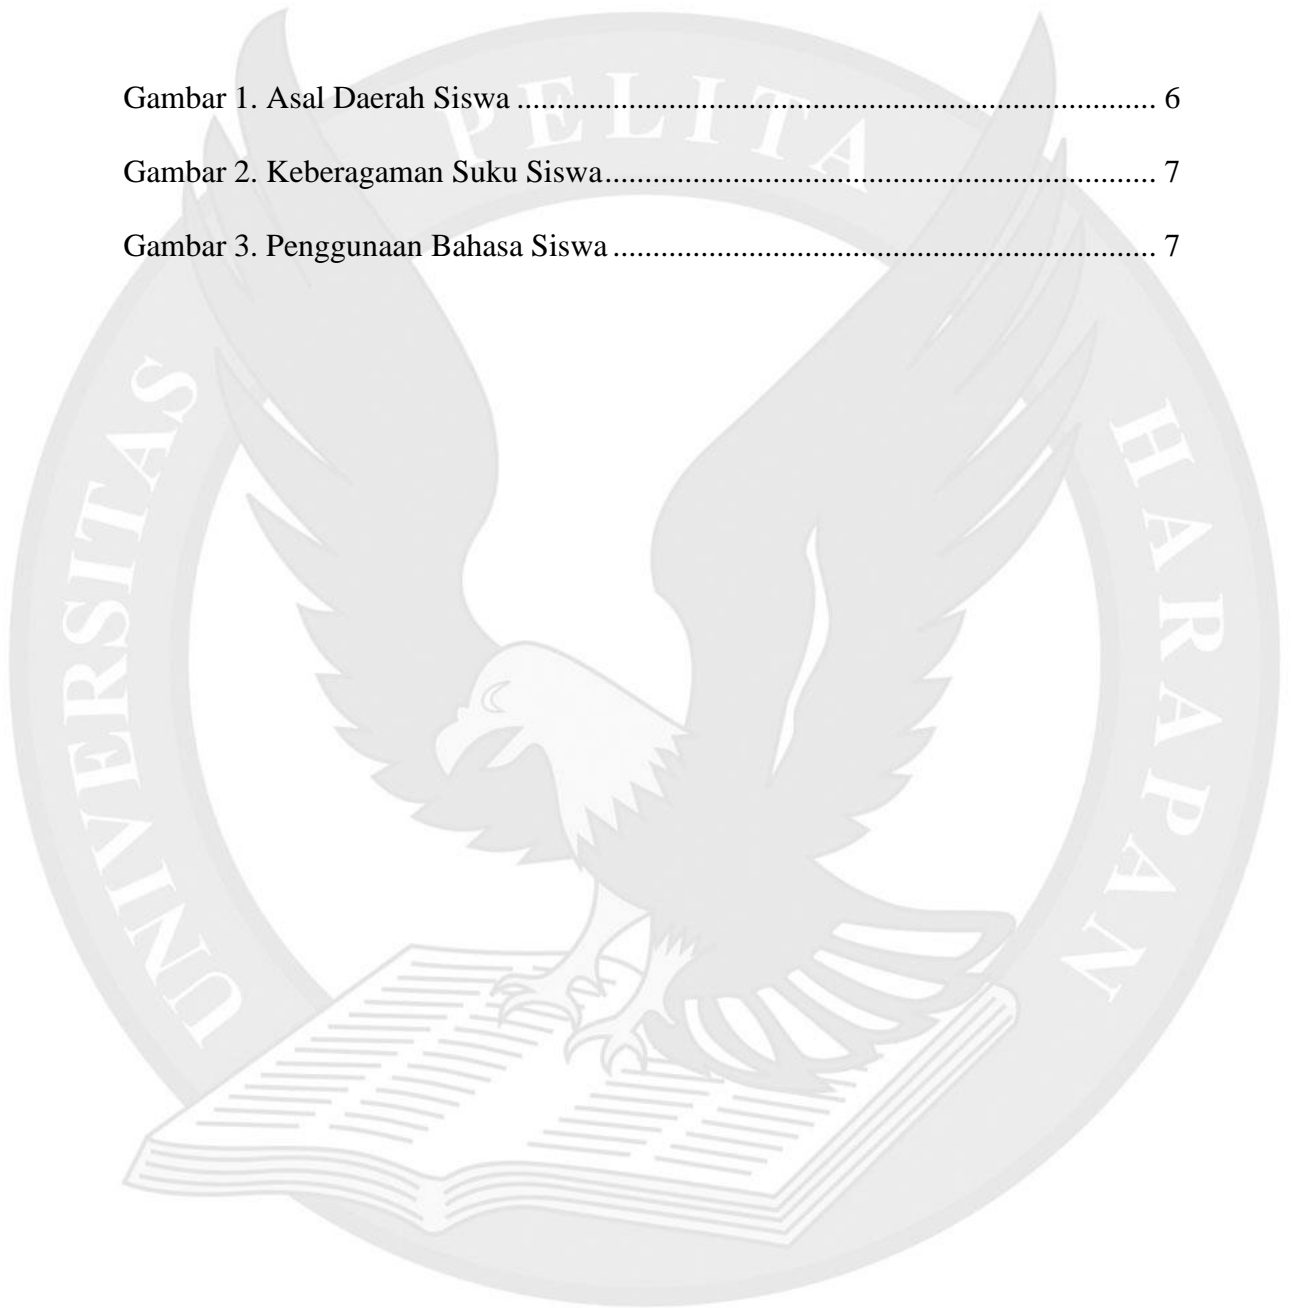 Gambar 1. Asal Daerah Siswa ................................................................................ 6
Gambar 2. Keberagaman Suku Siswa..................................................................... 7
Gambar 3. Penggunaan Bahasa Siswa .................................................................... 7
UNIVERSITAS PELITA HARAPAN